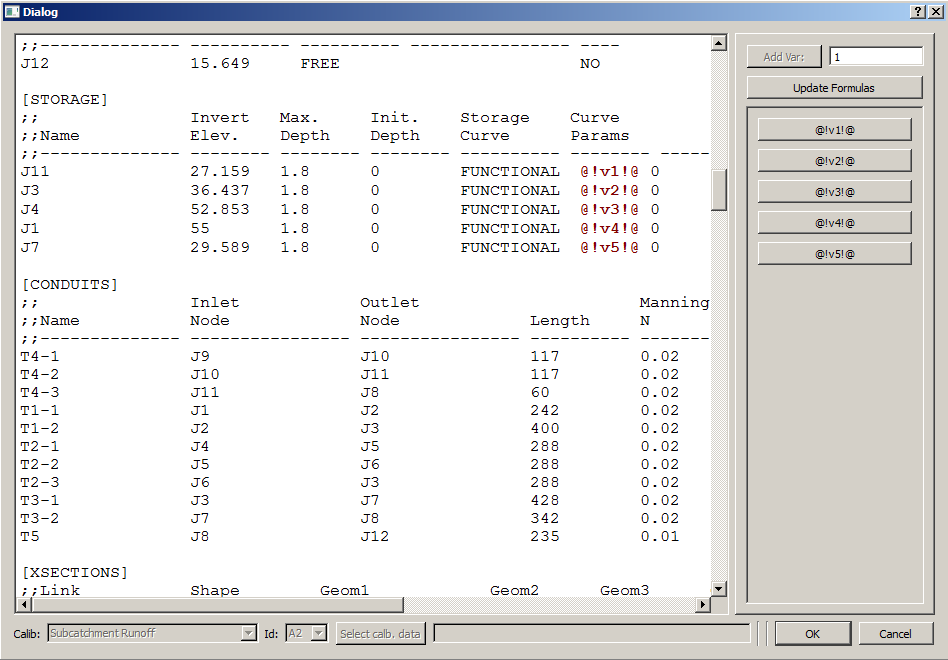 Dialog
;;-------------- ---------- ---------- ---------------- ----
J12 15.649 FREE NO
[STORAGE]
;; Invert Max. Init. Storage Curve
;;Name Elev. Depth Depth Curve Params
;;-------------- -------- -------- -------- ---------- -------- -----
J11 27.159 1.8 0 FUNCTIONAL @!v1!@ 0
J3 36.437 1.8 0 FUNCTIONAL @!v2!@ 0
J4 52.853 1.8 0 FUNCTIONAL @!v3!@ 0
J1 55 1.8 0 FUNCTIONAL @!v4!@ 0
J7 29.589 1.8 0 FUNCTIONAL @!v5!@ 0
[CONDUITS]
;; Inlet Outlet Manning
;;Name Node Node Length N
;;-------------- ---------------- ---------------- ---------- -------
T4-1 J9 J10 117 0.02
T4-2 J10 J11 117 0.02
T4-3 J11 J8 60 0.02
T1-1 J1 J2 242 0.02
T1-2 J2 J3 400 0.02
T2-1 J4 J5 288 0.02
T2-2 J5 J6 288 0.02
T2-3 J6 J3 288 0.02
T3-1 J3 J7 428 0.02
T3-2 J7 J8 342 0.02
T5 J8 J12 235 0.01
[XSECTIONS]
;;Link Shape Geom1 Geom2 Geom3
Add Var: 1
Update Formulas
@!v1!@
@!v2!@
@!v3!@
@!v4!@
@!v5!@
Calib: Subcatchment Runoff Id: A2 Select calb. data OK Cancel